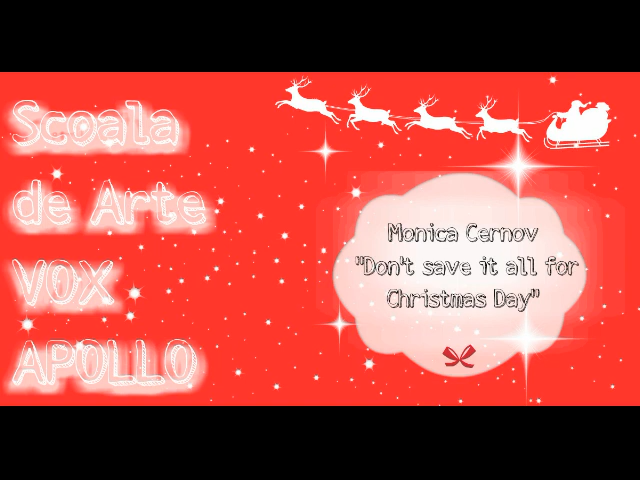 Scoala
de Arte
VOX
APOLLO
Monica Cernov
"Don't save it all for
Christmas Day"